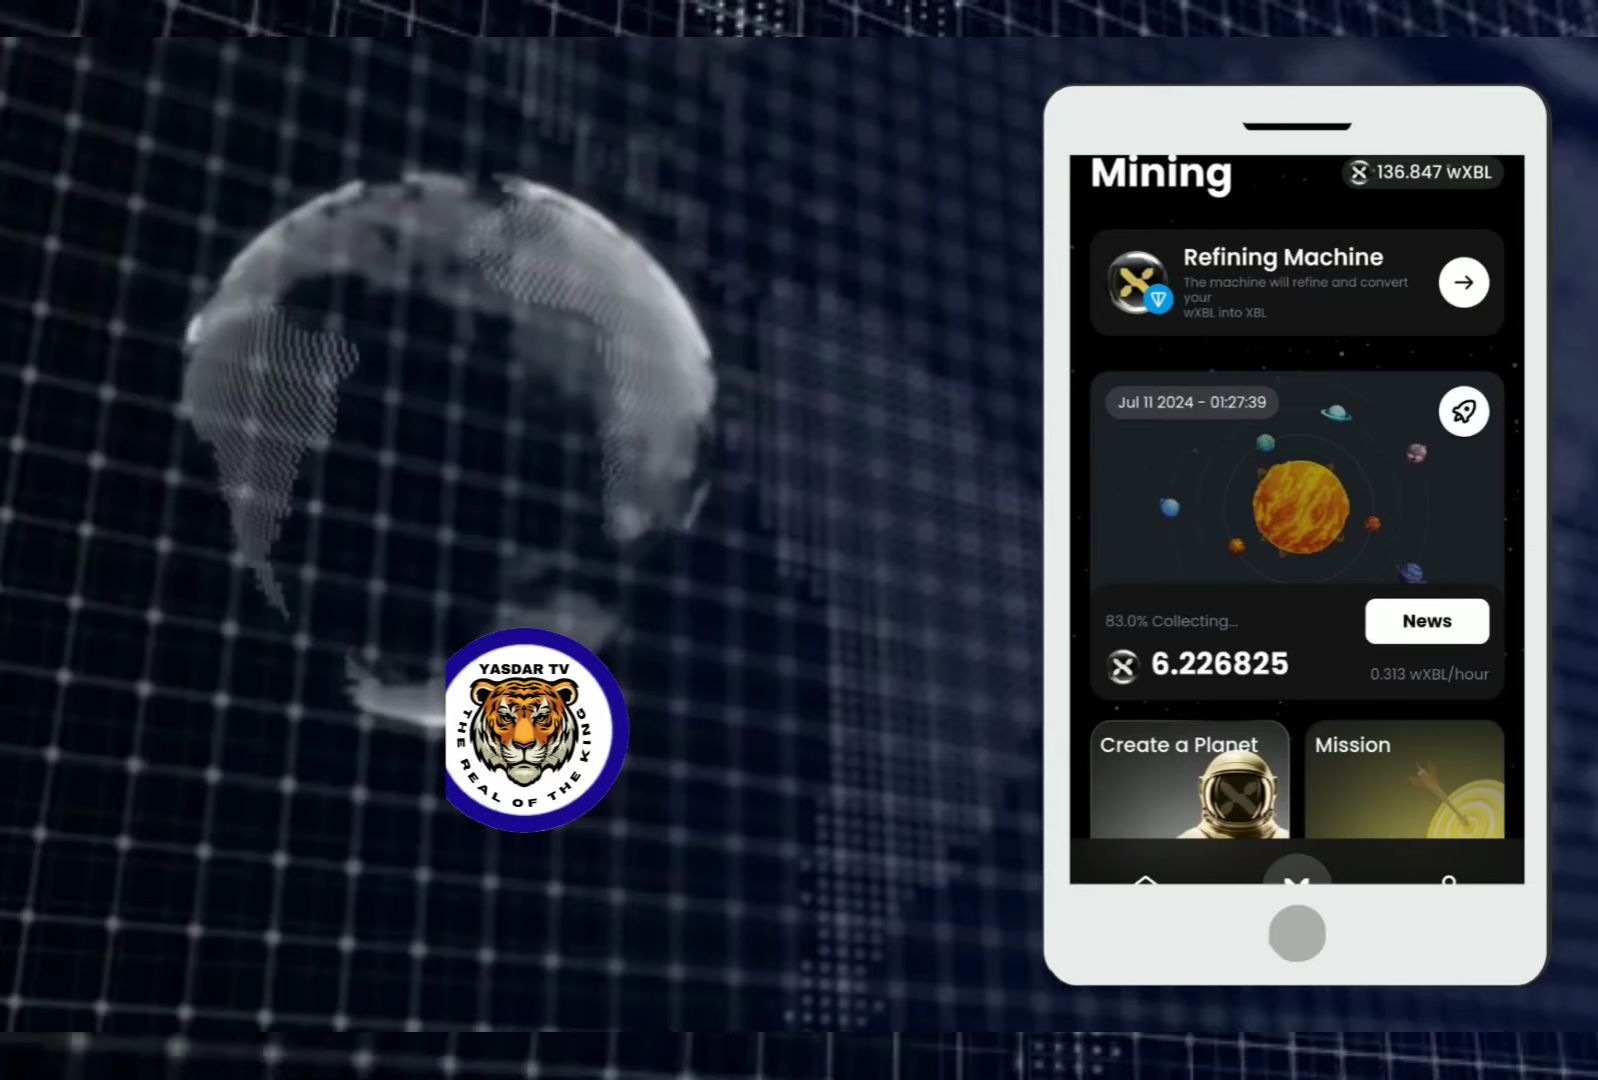 Mining
136.847 wXBL
Refining Machine
The machine will refine and convert
your
wXBL into XBL
Jul 11 2024 - 01:27:39
83.0% Collecting...
News
6.226825
0.313 wXBL/hour
Create a Planet
Mission
YASDAR TV
THE REAL OF THE KING